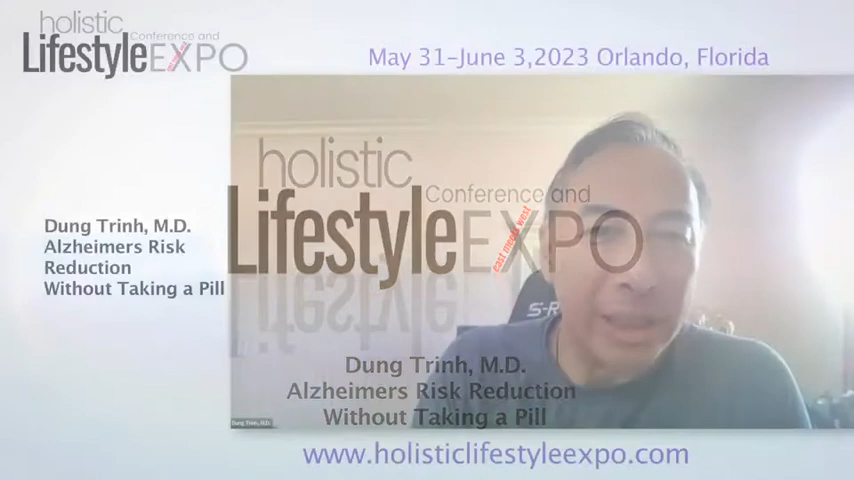 holistic
Conference and
Lifestyle EXPO
May 31-June 3,2023 Orlando, Florida
holistic
Conference and
Lifestyle EXPO
east meets west
Dung Trinh, M.D.
Alzheimers Risk
Reduction
Without Taking a Pill
S-R
Dung Trinh, M.D.
Alzheimers Risk Reduction
Without Taking a Pill
Dung Trinh, M.D.
www.holisticlifestyleexpo.com